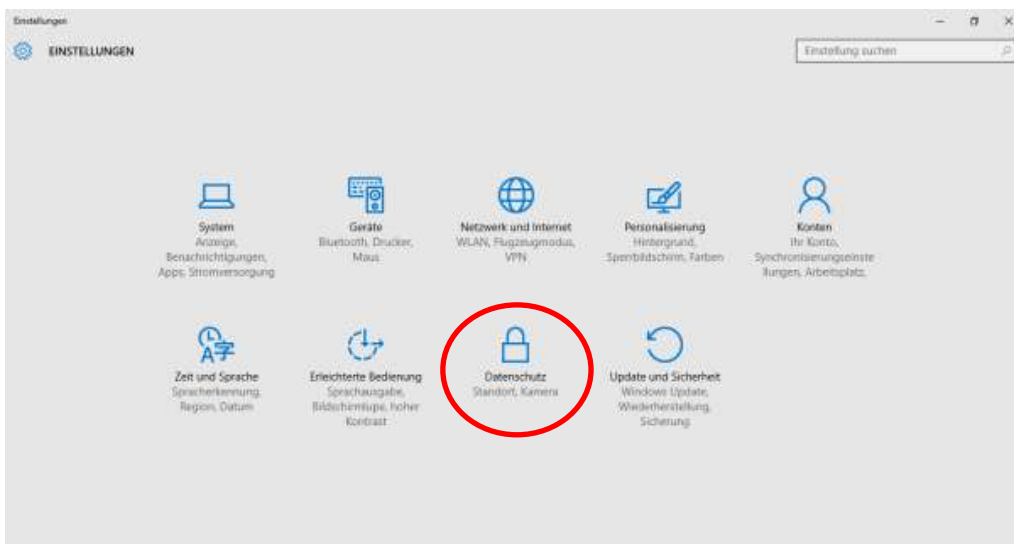 Einstellungen
EINSTELLUNGEN
Einstellung suchen
System
Anzeige,
Benachrichtigungen,
Apps, Stromversorgung
Geräte
Bluetooth, Drucker,
Maus
Netzwerk und Internet
WLAN, Flugzeugmodus,
VPN
Personalisierung
Hintergrund,
Sperrbildschirm, Farben
Konten
Ihr Konto,
Synchronisierungseinste
llungen, Arbeitsplatz,
Zeit und Sprache
Spracherkennung,
Region, Datum
Erleichterte Bedienung
Sprachausgabe,
Bildschirmlupe, hoher
Kontrast
Datenschutz
Standort, Kamera
Update und Sicherheit
Windows Update,
Wiederherstellung,
Sicherung